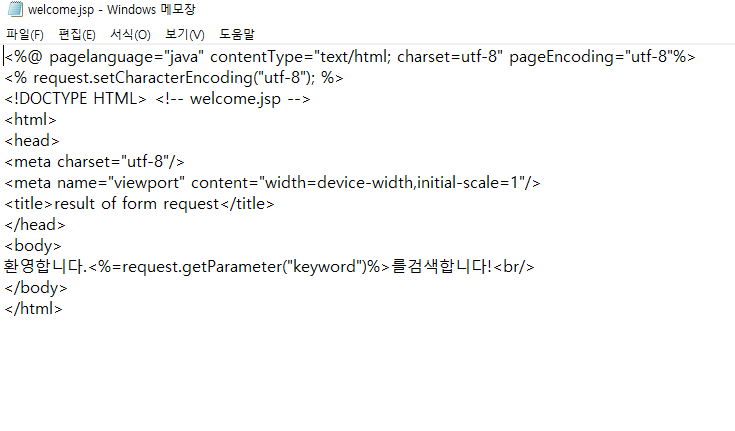 welcome.jsp - Windows 메모장
파일(F) 편집(E) 서식(O) 보기(V) 도움말
<%@ pagelanguage="java" contentType="text/html; charset=utf-8" pageEncoding="utf-8"%>
<% request.setCharacterEncoding("utf-8"); %>
<!DOCTYPE HTML> <!-- welcome.jsp -->
<html>
<head>
<meta charset="utf-8"/>
<meta name="viewport" content="width=device-width,initial-scale=1"/>
<title>result of form request</title>
</head>
<body>
환영합니다.<%=request.getParameter("keyword")%>를검색합니다!<br/>
</body>
</html>